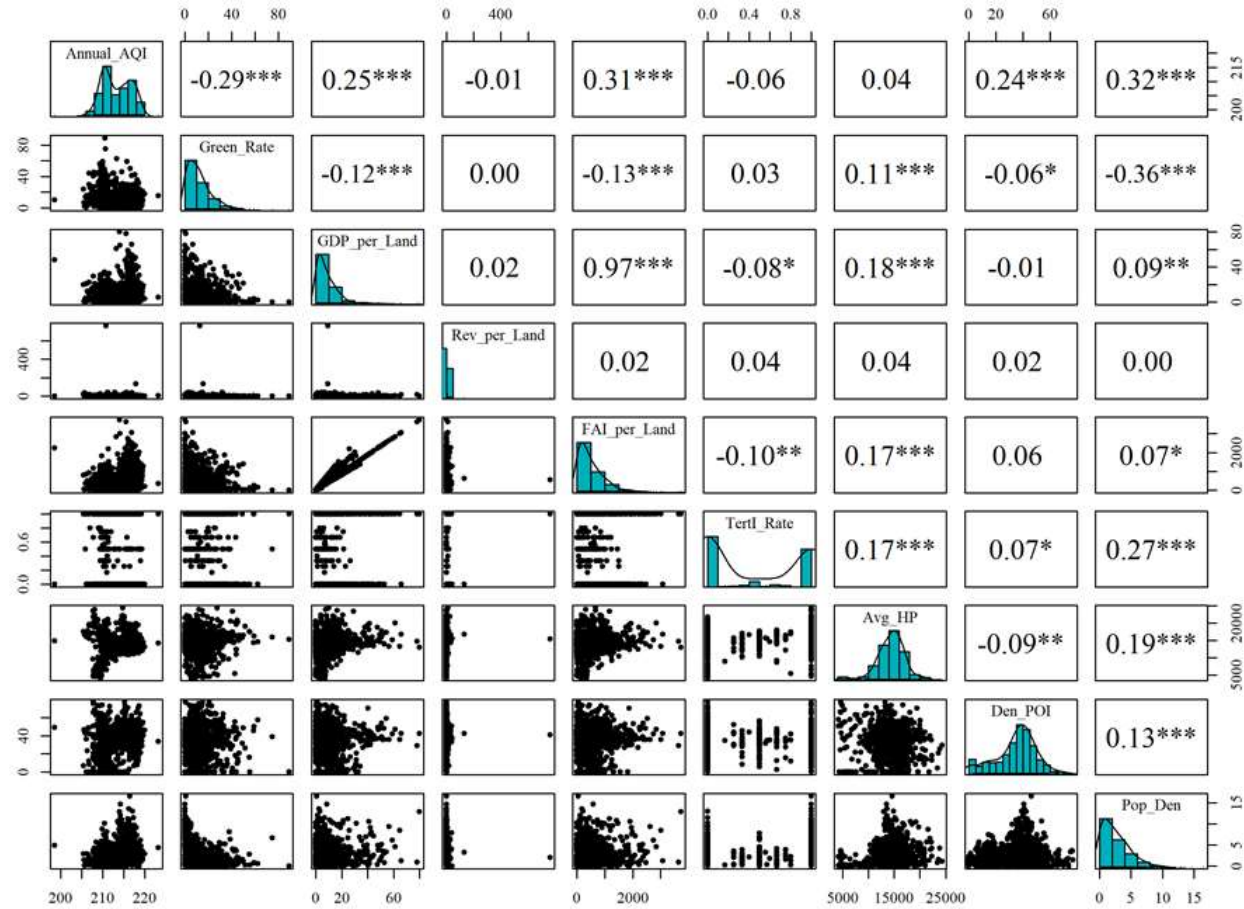 0 40 80 0 400 0.0 0.4 0.8 0 20 60
Annual_AQI -0.29*** 0.25*** -0.01 0.31*** -0.06 0.04 0.24*** 0.32*** 200 215
0 40 80 Green_Rate -0.12*** 0.00 -0.13*** 0.03 0.11*** -0.06* -0.36***
GDP_per_Land 0.02 0.97*** -0.08* 0.18*** -0.01 0.09** 0 40 80
0 400 Rev_per_Land 0.02 0.04 0.04 0.02 0.00
FAI_per_Land -0.10** 0.17*** 0.06 0.07* 0 2000
0.0 0.6 TertI_Rate 0.17*** 0.07* 0.27***
Avg_HP -0.09** 0.19*** 5000 200000
0 40 Den_POI 0.13***
Pop_Den 0 5 15
200 210 220 0 20 60 0 2000 5000 15000 25000 0 5 10 15